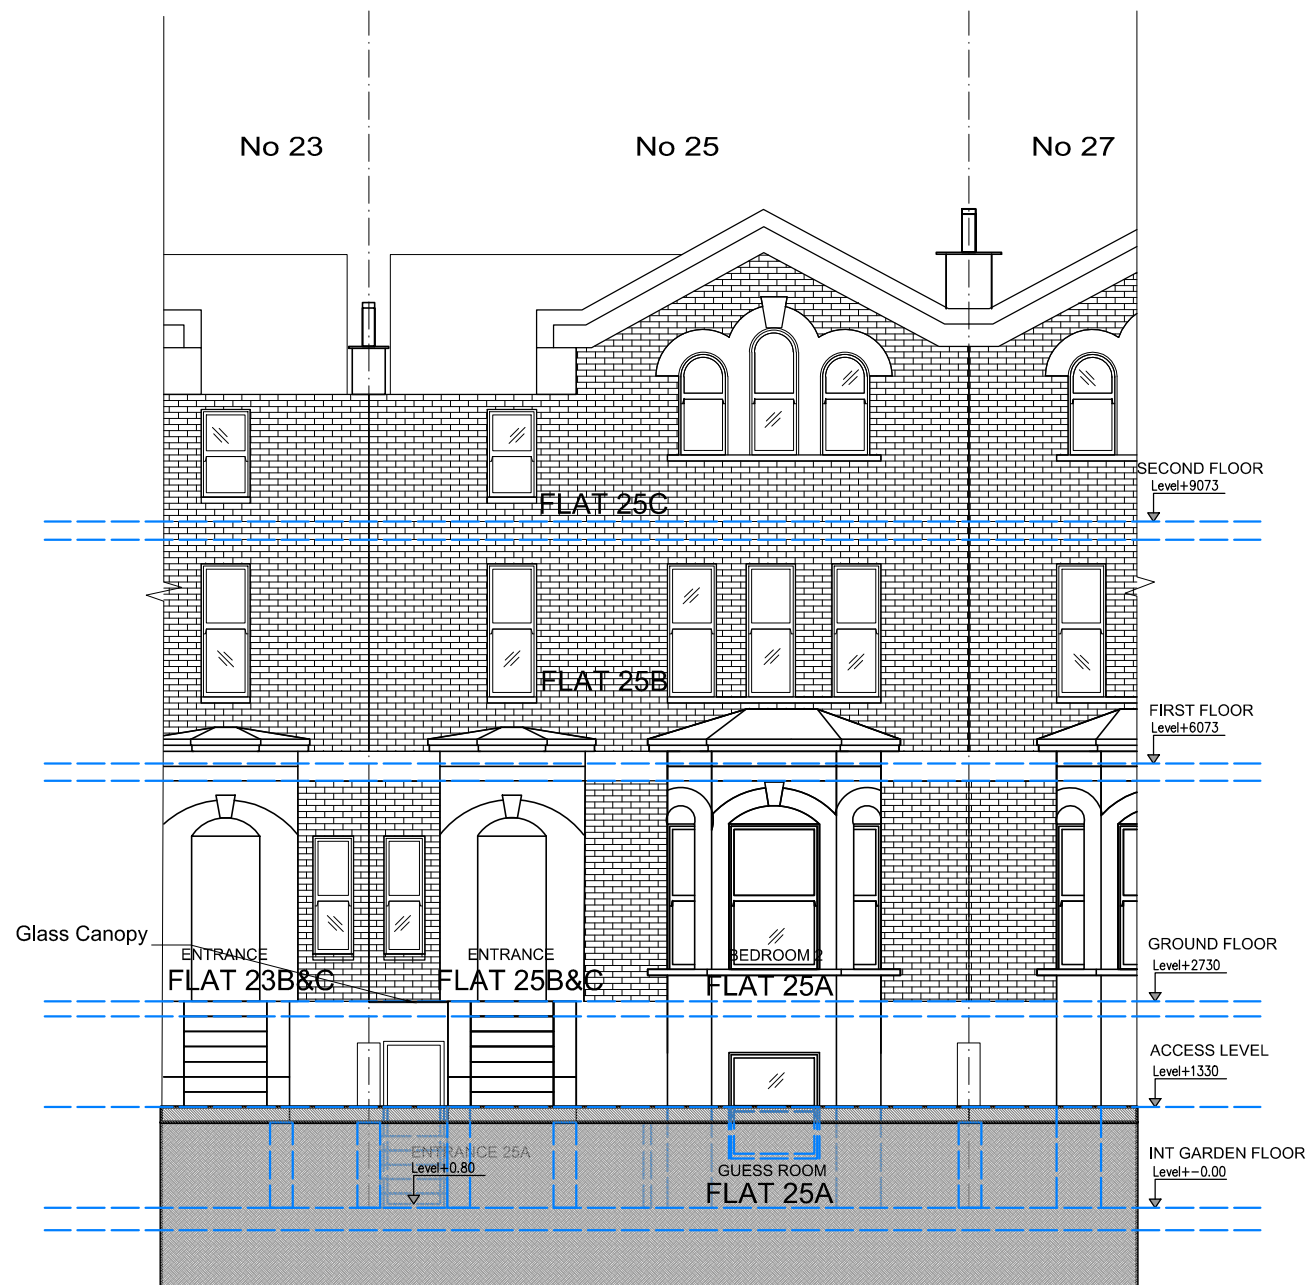 No 23
No 25
No 27
SECOND FLOOR
Level+9073
FLAT 25C
FLAT 25B
FIRST FLOOR
Level+6073
Glass Canopy
ENTRANCE
FLAT 23B&C
ENTRANCE
FLAT 25B&C
BEDROOM 2
FLAT 25A
GROUND FLOOR
Level+2730
ACCESS LEVEL
Level+1330
ENTRANCE 25A
Level+0.80
GUESS ROOM
FLAT 25A
INT GARDEN FLOOR
Level+-0.00